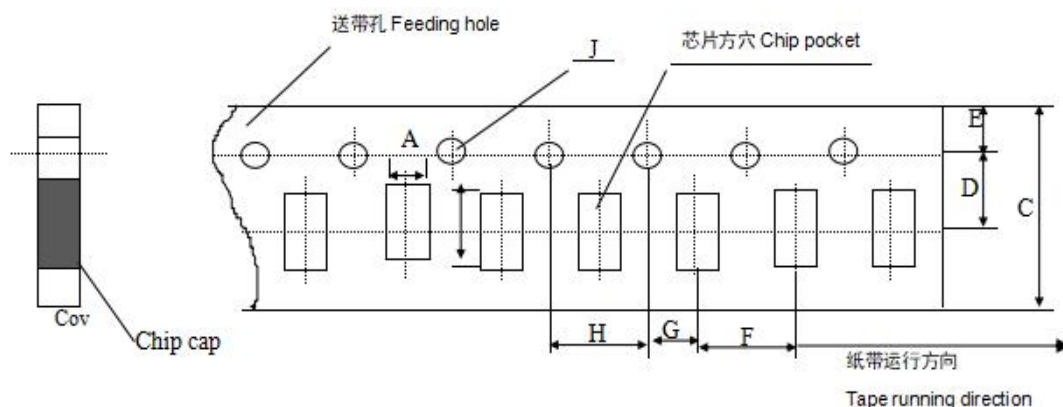 送带孔 Feeding hole
J
芯片方穴 Chip pocket
A
E
D
C
Cov
Chip cap
H
G
F
纸带运行方向
Tape running direction